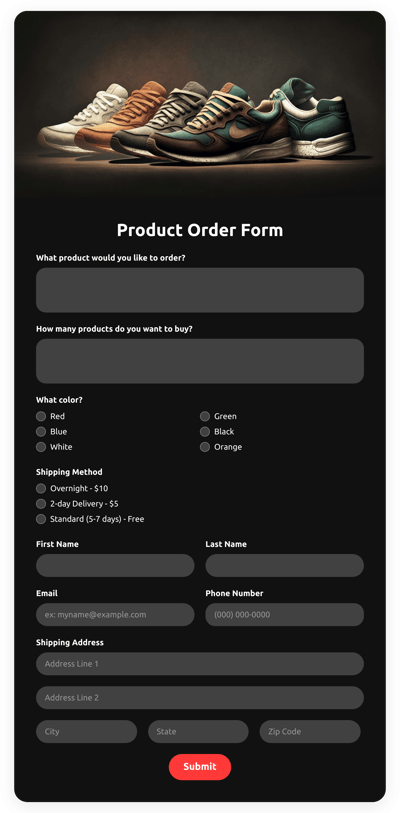 Product Order Form
What product would you like to order?
How many products do you want to buy?
What color?
Red
Green
Blue
Black
White
Orange
Shipping Method
Overnight - $10
2-day Delivery - $5
Standard (5-7 days) - Free
First Name
Last Name
Email
Phone Number
ex: myname@example.com
(000) 000-0000
Shipping Address
Address Line 1
Address Line 2
City
State
Zip Code
Submit